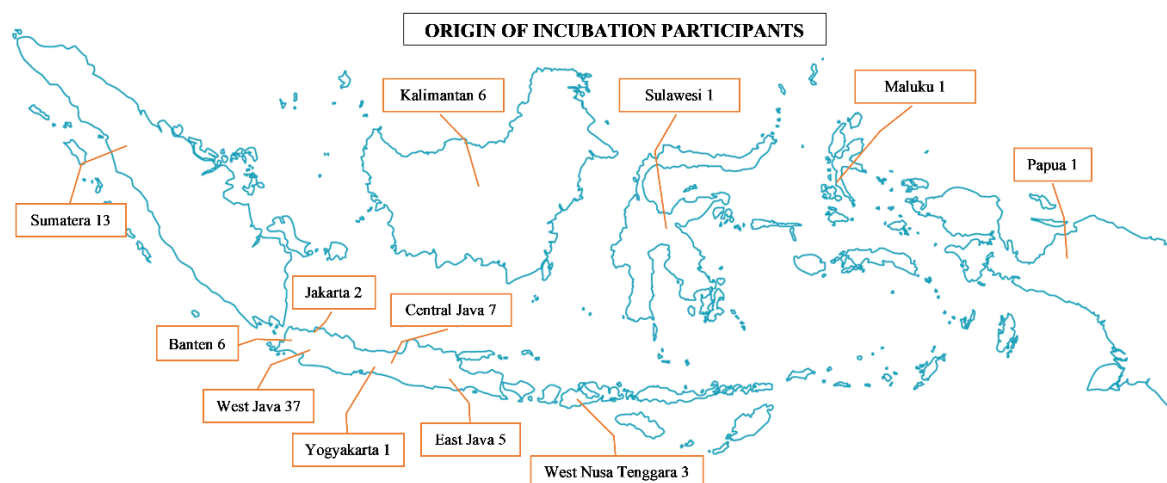 ORIGIN OF INCUBATION PARTICIPANTS
Kalimantan 6
Sulawesi 1
Maluku 1
Papua 1
Sumatera 13
Jakarta 2
Central Java 7
Banten 6
West Java 37
Yogyakarta 1
East Java 5
West Nusa Tenggara 3